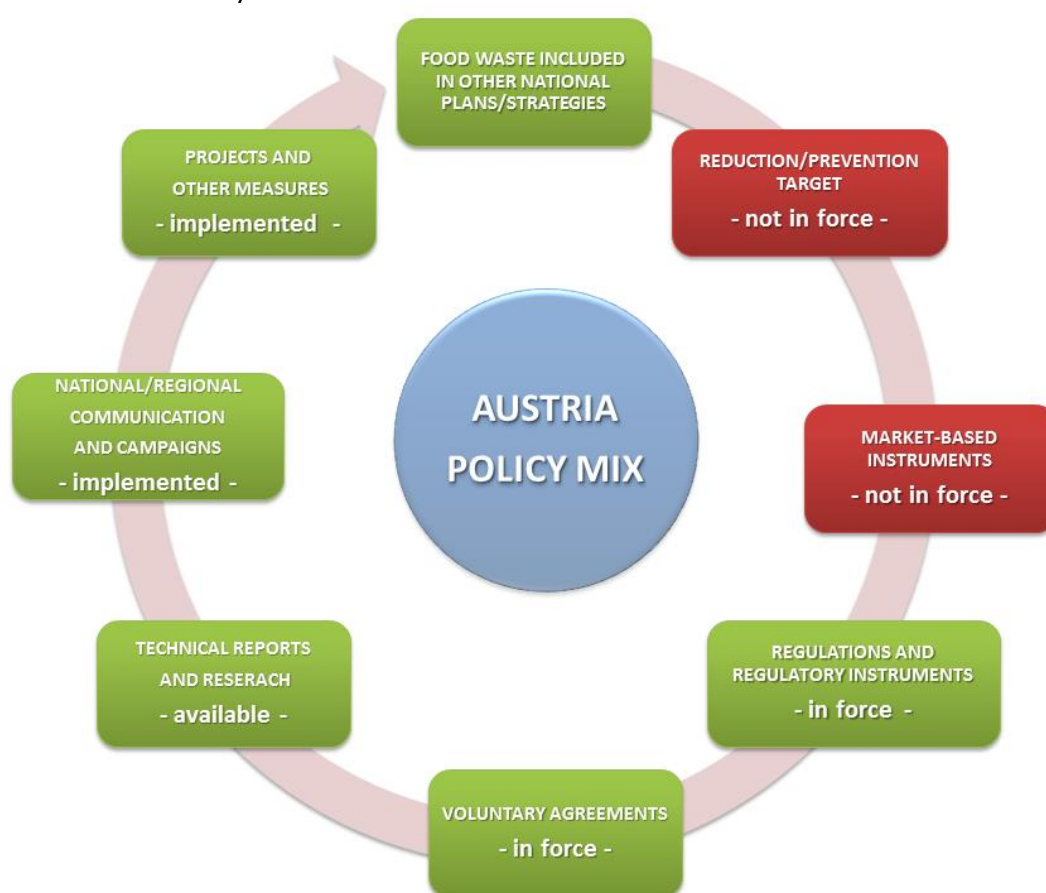 FOOD WASTE INCLUDED
IN OTHER NATIONAL
PLANS/STRATEGIES
REDUCTION/PREVENTION
TARGET
- not in force -
MARKET-BASED
INSTRUMENTS
- not in force -
REGULATIONS AND
REGULATORY INSTRUMENTS
- in force -
VOLUNTARY AGREEMENTS
- in force -
TECHNICAL REPORTS
AND RESERACH
- available -
NATIONAL/REGIONAL
COMMUNICATION
AND CAMPAIGNS
- implemented -
PROJECTS AND
OTHER MEASURES
- implemented -
AUSTRIA
POLICY MIX